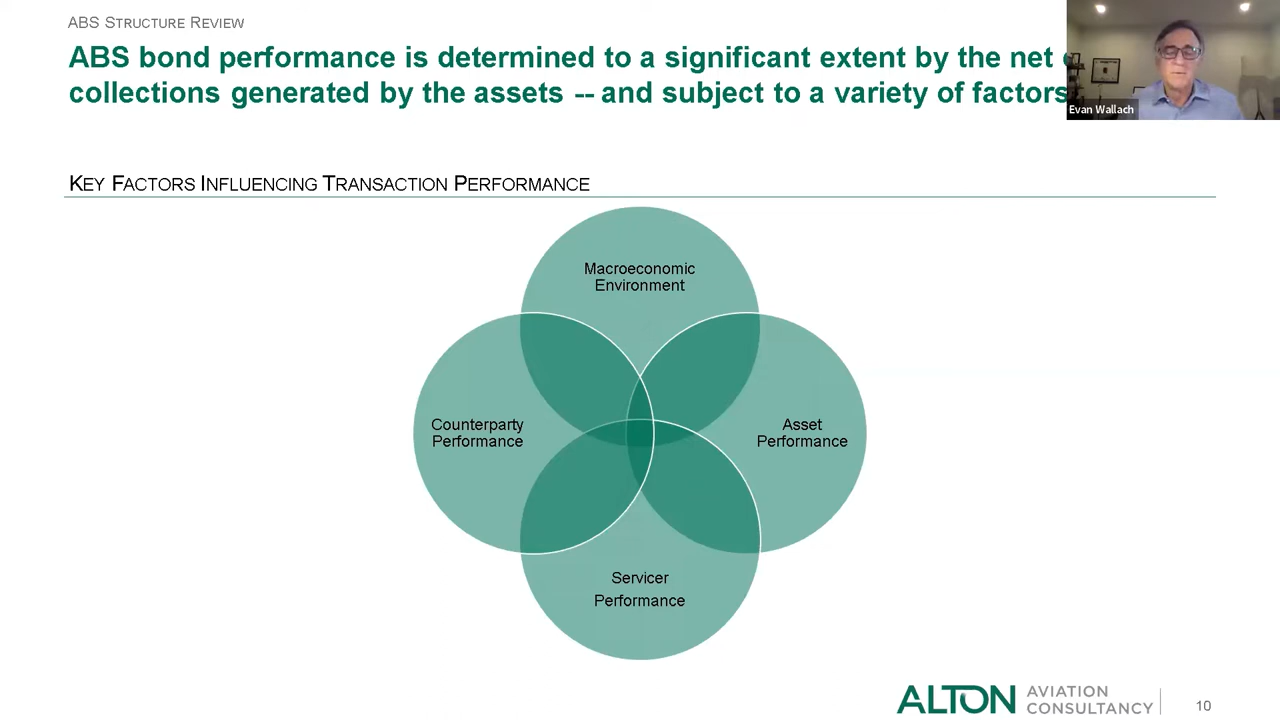 ABS STRUCTURE REVIEW
ABS bond performance is determined to a significant extent by the net
collections generated by the assets -- and subject to a variety of factors
Evan Wallach
KEY FACTORS INFLUENCING TRANSACTION PERFORMANCE
Macroeconomic
Environment
Counterparty
Performance
Asset
Performance
Servicer
Performance
ALTON AVIATION
CONSULTANCY
10